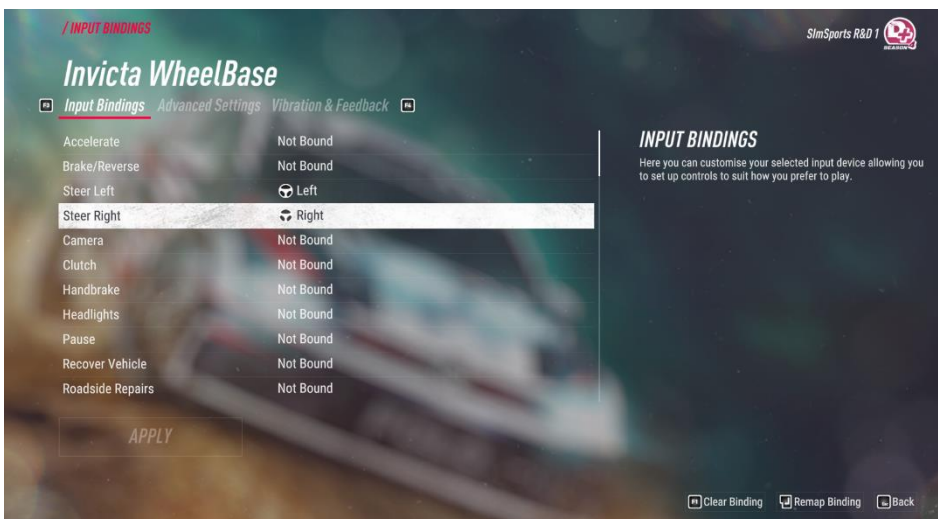 / INPUT BINDINGS
SImSports R&D 1
SEASON
Invicta WheelBase
F3 Input Bindings Advanced Settings Vibration & Feedback F4
Accelerate Not Bound
Brake/Reverse Not Bound
Steer Left Left
Steer Right Right
Camera Not Bound
Clutch Not Bound
Handbrake Not Bound
Headlights Not Bound
Pause Not Bound
Recover Vehicle Not Bound
Roadside Repairs Not Bound
APPLY
INPUT BINDINGS
Here you can customise your selected input device allowing you
to set up controls to suit how you prefer to play.
Clear Binding Remap Binding Back